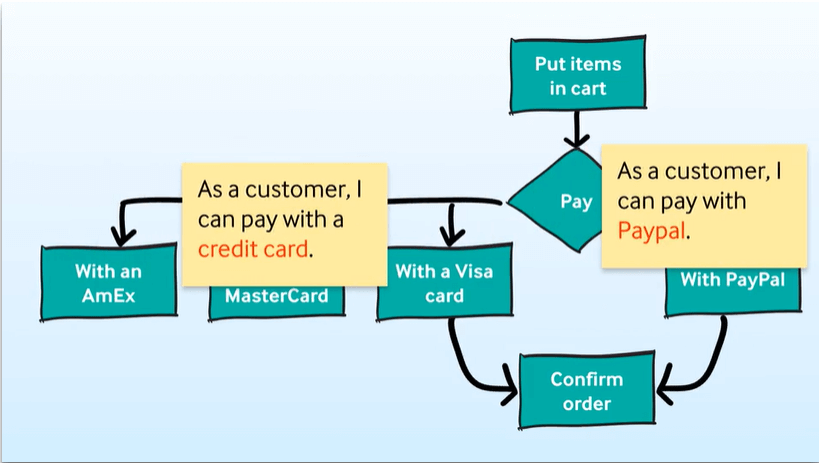 Put items
in cart
As a customer, I
can pay with a
credit card.
Pay
As a customer, I
can pay with
Paypal.
With an
AmEx
MasterCard
With a Visa
card
With PayPal
Confirm
order